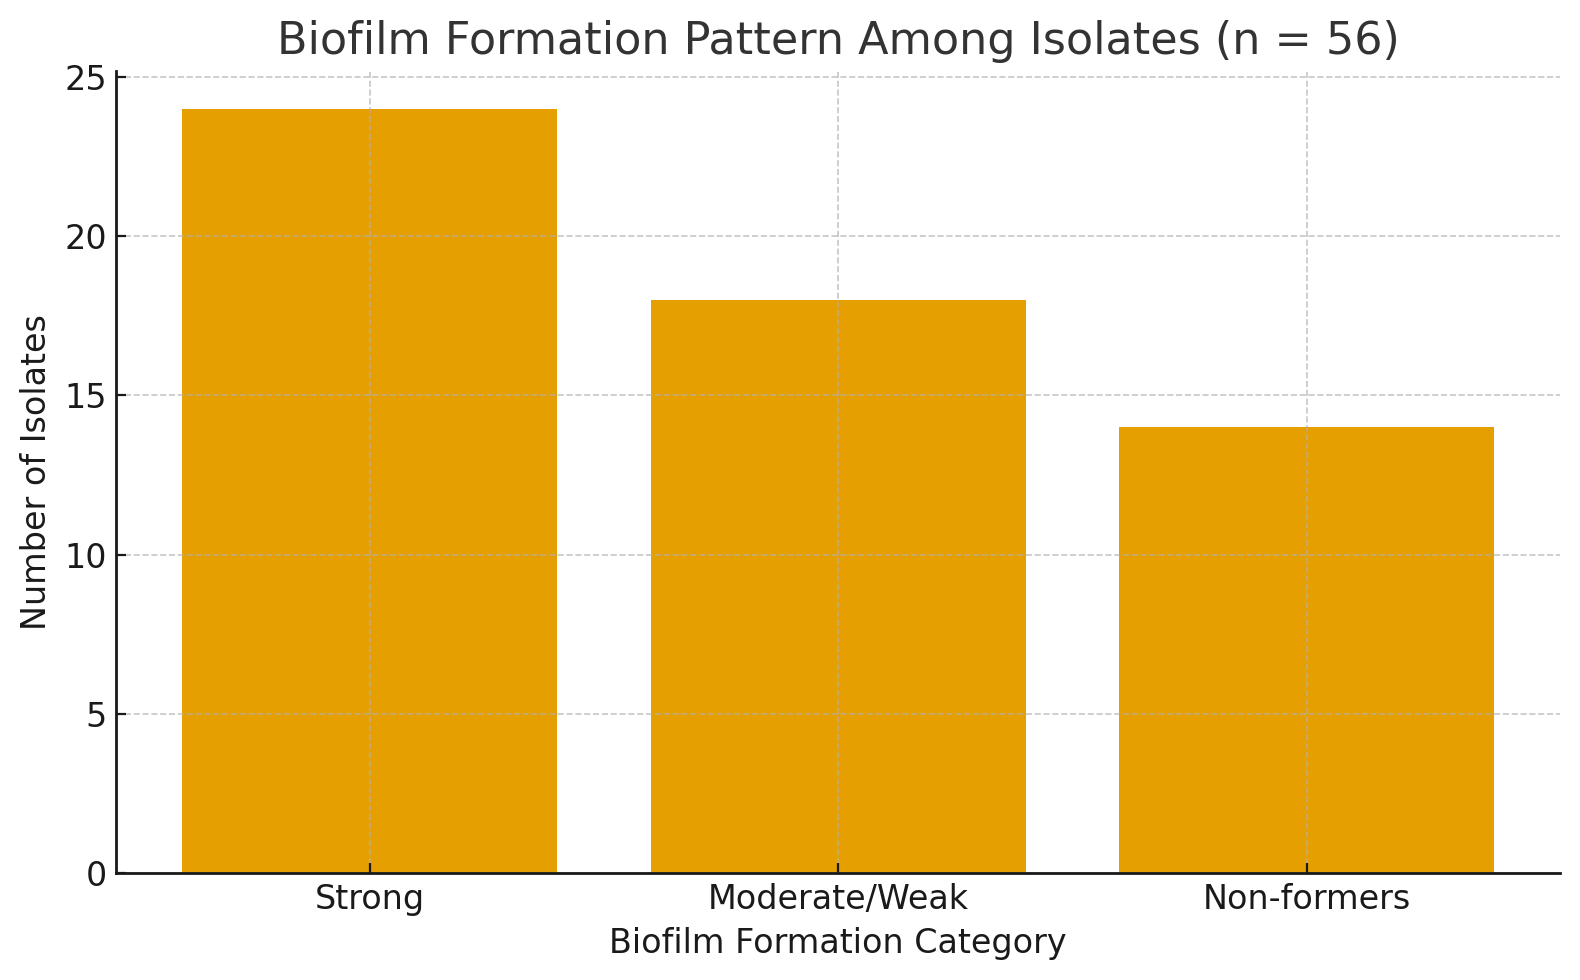 Biofilm Formation Pattern Among Isolates (n = 56)
25
20
15
10
5
0
Number of Isolates
Strong
Moderate/Weak
Non-formers
Biofilm Formation Category